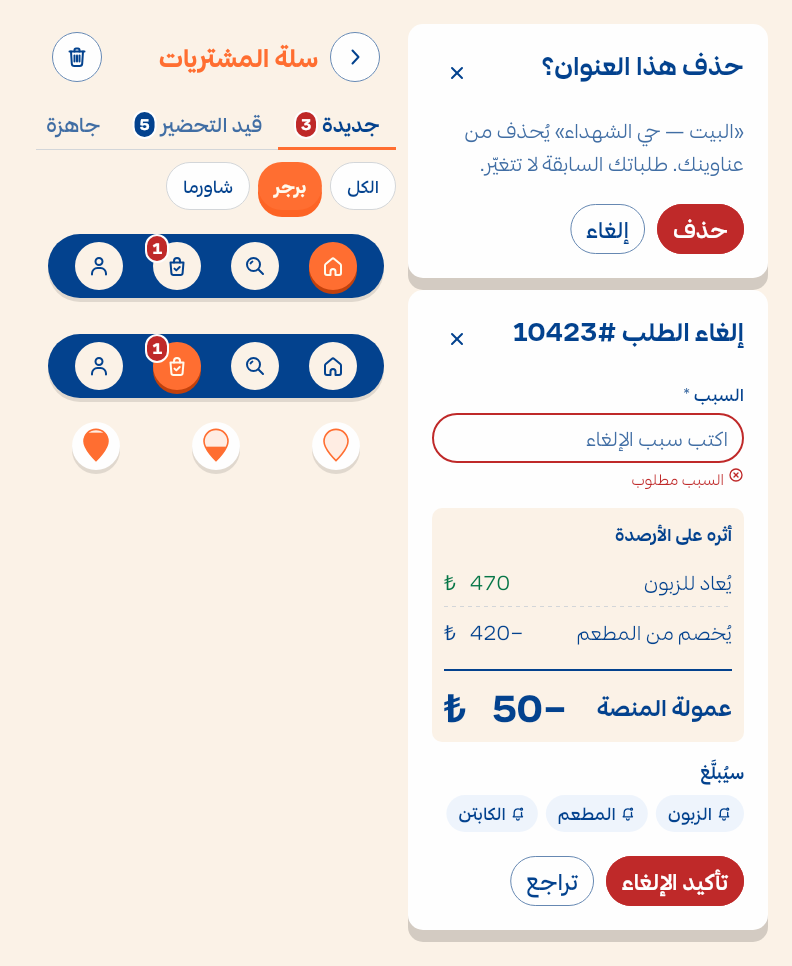 حذف هذا العنوان؟
«البيت — حي الشهداء» يُحذف من
عناوينك. طلباتك السابقة لا تتغيّر.
حذف
إلغاء
إلغاء الطلب #10423
السبب *
اكتب سبب الإلغاء
السبب مطلوب
أثره على الأرصدة
يُعاد للزبون 470 ₺
يُخصم من المطعم −420 ₺
عمولة المنصة −50 ₺
سيُبلَّغ
الزبون
المطعم
الكابتن
تأكيد الإلغاء
تراجع
سلة المشتريات
جديدة 3
قيد التحضير 5
جاهزة
الكل
برجر
شاورما
1
1